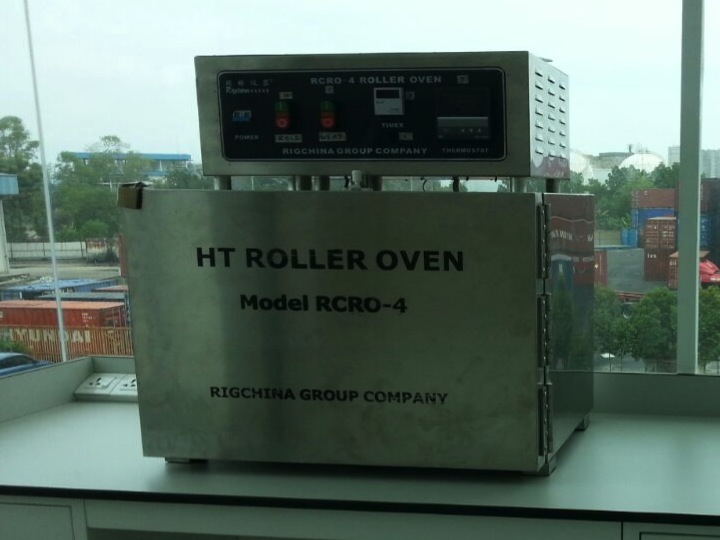 RCRO-4 ROLLER OVEN
Rigchina
POWER
TIMER
THERMOSTAT
RIGCHINA GROUP COMPANY
HT ROLLER OVEN
Model RCRO-4
RIGCHINA GROUP COMPANY
HYUNDAI